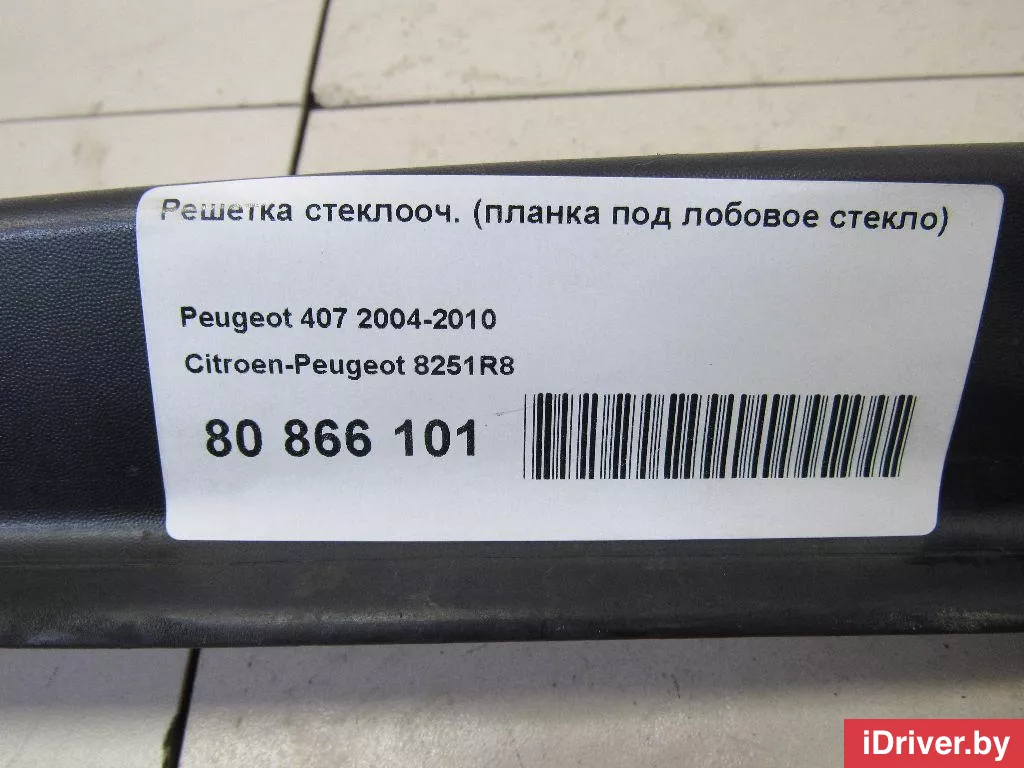 Решетка стеклооч. (планка под лобовое стекло)
Peugeot 407 2004-2010
Citroen-Peugeot 8251R8
80 866 101
iDriver.by